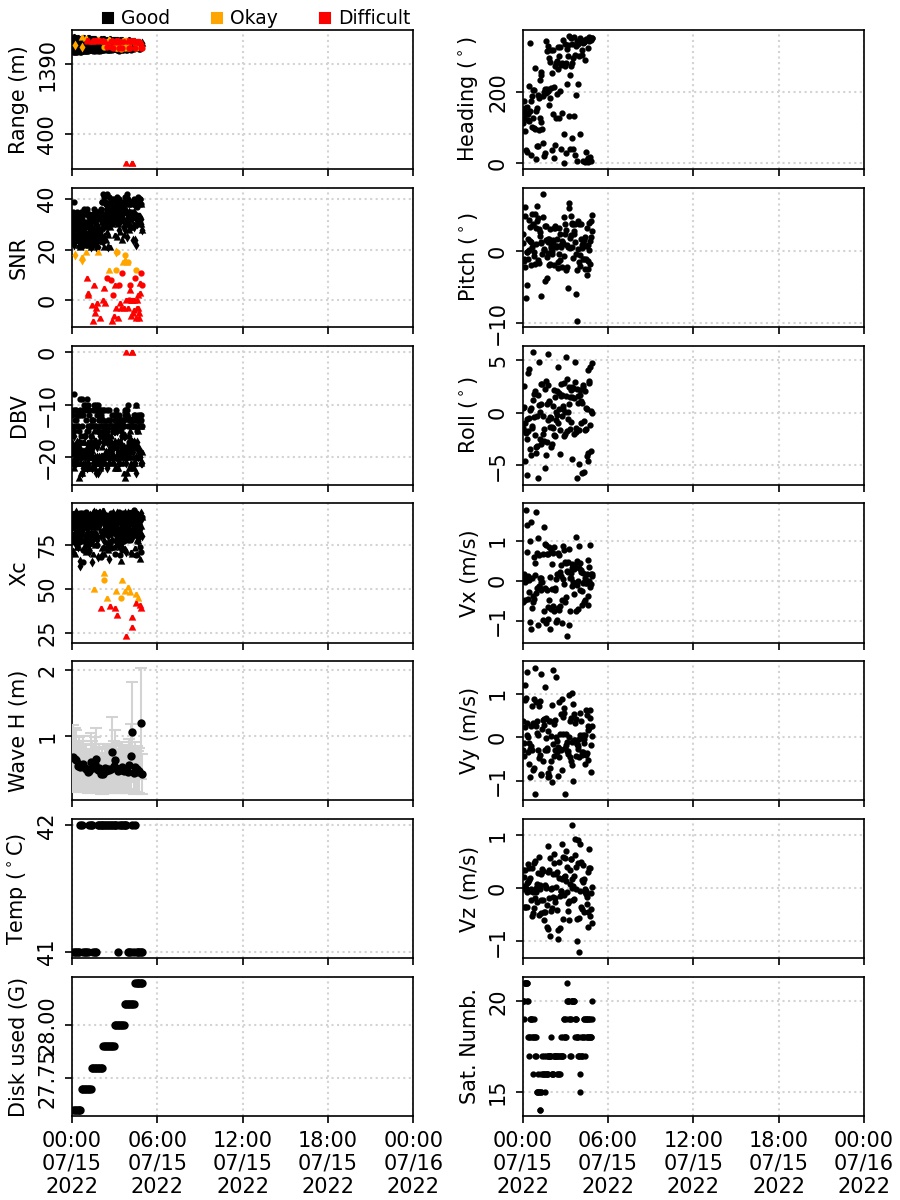 Good Okay Difficult
Range (m) 1390 400
Heading (°) 200 0
SNR 40 20 0
Pitch (°) 0 −10
DBV 0 −10 −20
Roll (°) 5 0 −5
Xc 75 50 25
Vx (m/s) 1 0 −1
Wave H (m) 2 1
Vy (m/s) 1 0 −1
Temp (°C) 42 41
Vz (m/s) 1 0 −1
Disk used (G) 28.00 27.75
Sat. Numb. 20 15
00:00 06:00 12:00 18:00 00:00 00:00 06:00 12:00 18:00 00:00
07/15 07/15 07/15 07/15 07/16 07/15 07/15 07/15 07/15 07/16
2022 2022 2022 2022 2022 2022 2022 2022 2022 2022